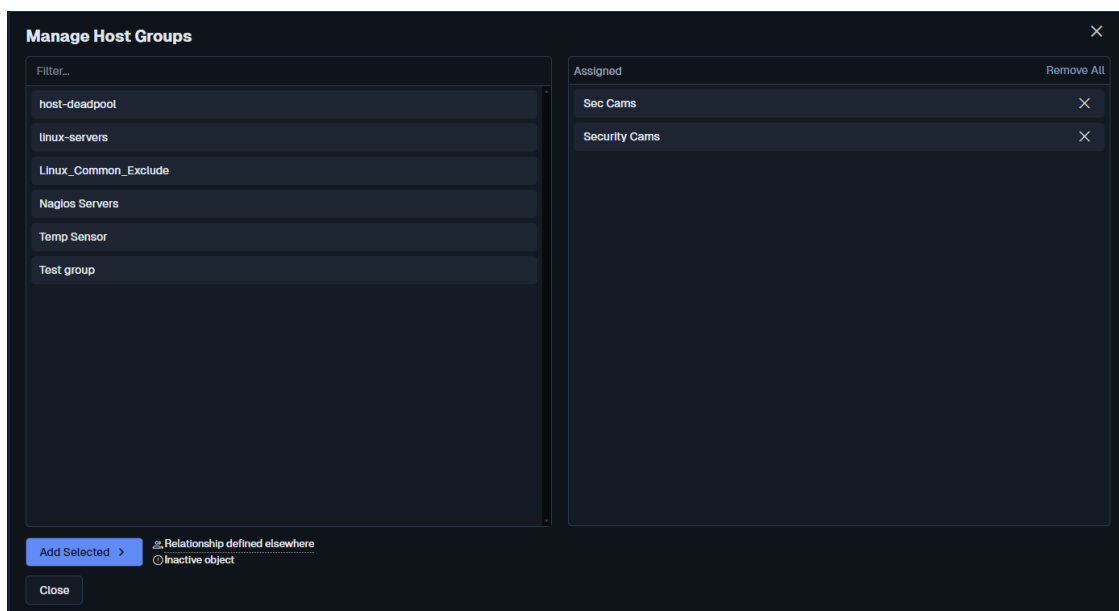 Manage Host Groups
Filter...
host-deadpool
linux-servers
Linux_Common_Exclude
Nagios Servers
Temp Sensor
Test group
Assigned
Remove All
Sec Cams
Security Cams
Add Selected
Relationship defined elsewhere
Inactive object
Close